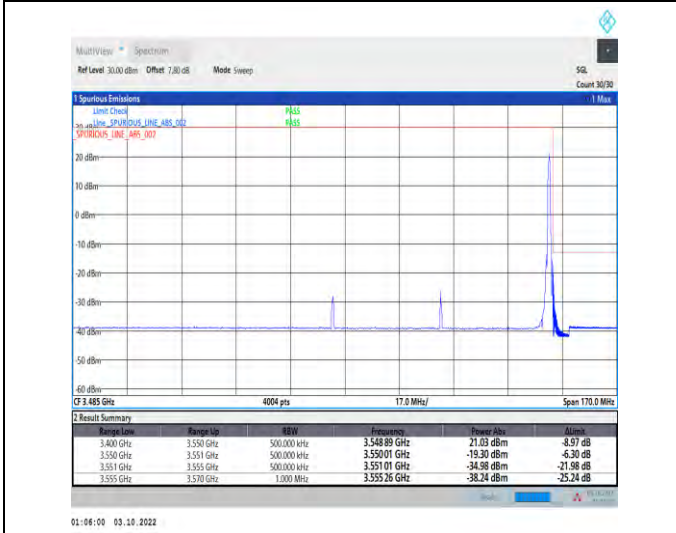 MultiView Spectrum
Ref Level 30.00 dBm Offset 7.80 dB Mode Sweep SGL
Count 30/30
1 Spurious Emissions 1 Max
Limit Check PASS
Line _SPURIOUS_LINE_ABS_002 PASS
_SPURIOUS_LINE_ABS_002
20 dBm
10 dBm
0 dBm
-10 dBm
-20 dBm
-30 dBm
-40 dBm
-50 dBm
-60 dBm
CF 3.485 GHz 4004 pts 17.0 MHz/ Span 170.0 MHz
2 Result Summary
Range Low Range Up RBW Frequency Power Abs ΔLimit
3.400 GHz 3.550 GHz 500.000 kHz 3.548 89 GHz 21.03 dBm -8.97 dB
3.550 GHz 3.551 GHz 500.000 kHz 3.550 01 GHz -19.30 dBm -6.30 dB
3.551 GHz 3.555 GHz 500.000 kHz 3.551 01 GHz -34.98 dBm -21.98 dB
3.555 GHz 3.570 GHz 1.000 MHz 3.555 26 GHz -38.24 dBm -25.24 dB
01:06:00 03.10.2022